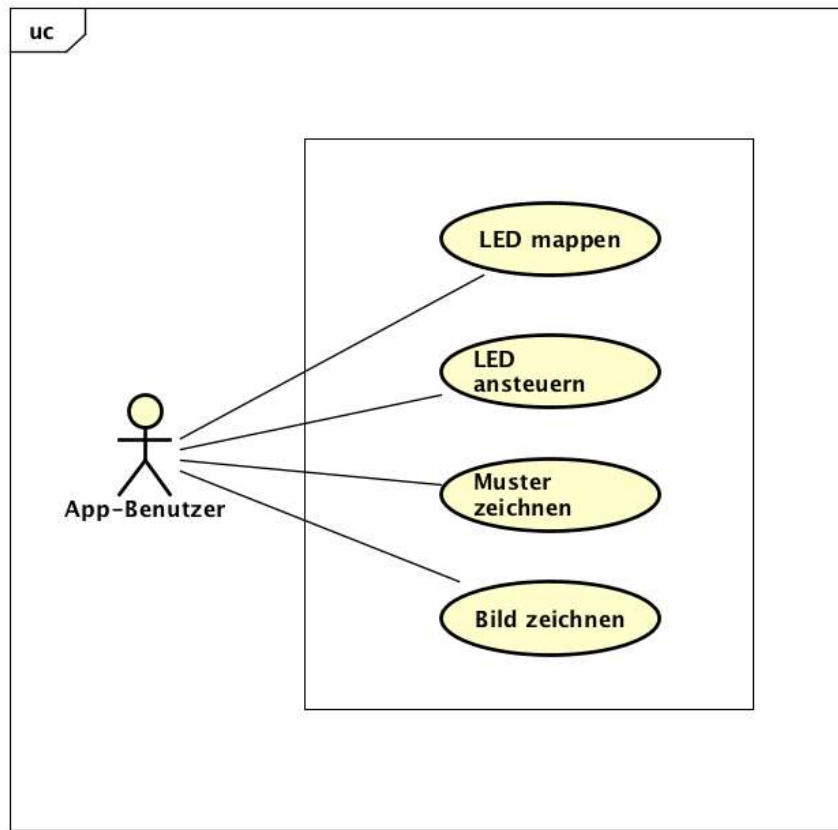 uc
LED mappen
LED
ansteuern
App-Benutzer
Muster
zeichnen
Bild zeichnen